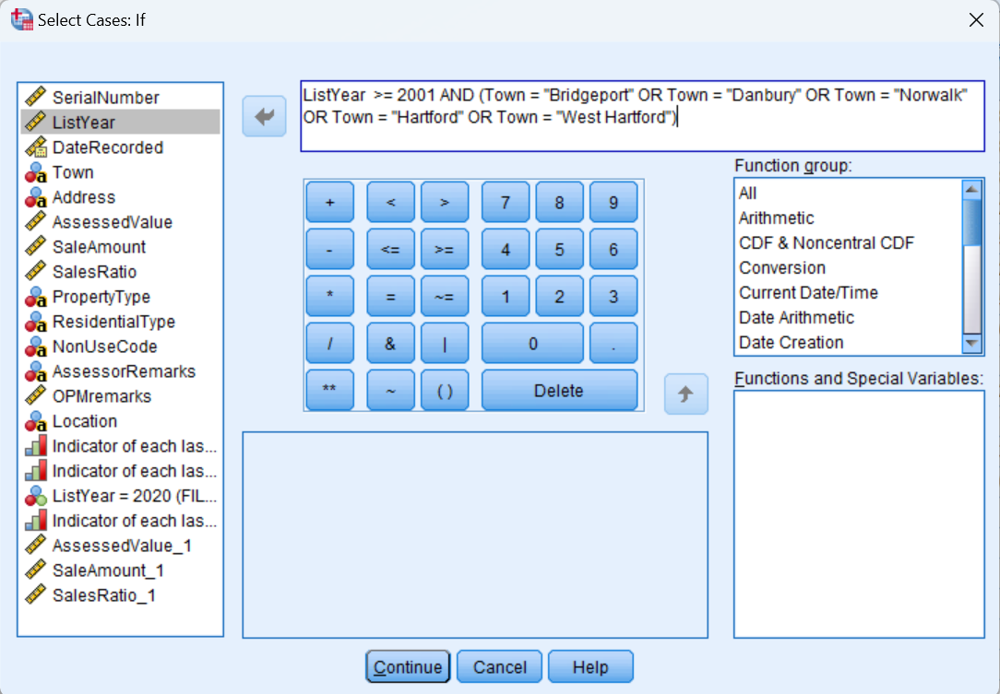 Select Cases: If
SerialNumber
ListYear
DateRecorded
Town
Address
AssessedValue
SaleAmount
SalesRatio
PropertyType
ResidentialType
NonUseCode
AssessorRemarks
OPMremarks
Location
Indicator of each las...
Indicator of each las...
ListYear = 2020 (FIL...
Indicator of each las...
AssessedValue_1
SaleAmount_1
SalesRatio_1
ListYear >= 2001 AND (Town = "Bridgeport" OR Town = "Danbury" OR Town = "Norwalk"
OR Town = "Hartford" OR Town = "West Hartford")
+ < > 7 8 9
- <= >= 4 5 6
* = ~= 1 2 3
/ & | 0 .
** ~ ( ) Delete
Function group:
All
Arithmetic
CDF & Noncentral CDF
Conversion
Current Date/Time
Date Arithmetic
Date Creation
Functions and Special Variables:
Continue Cancel Help